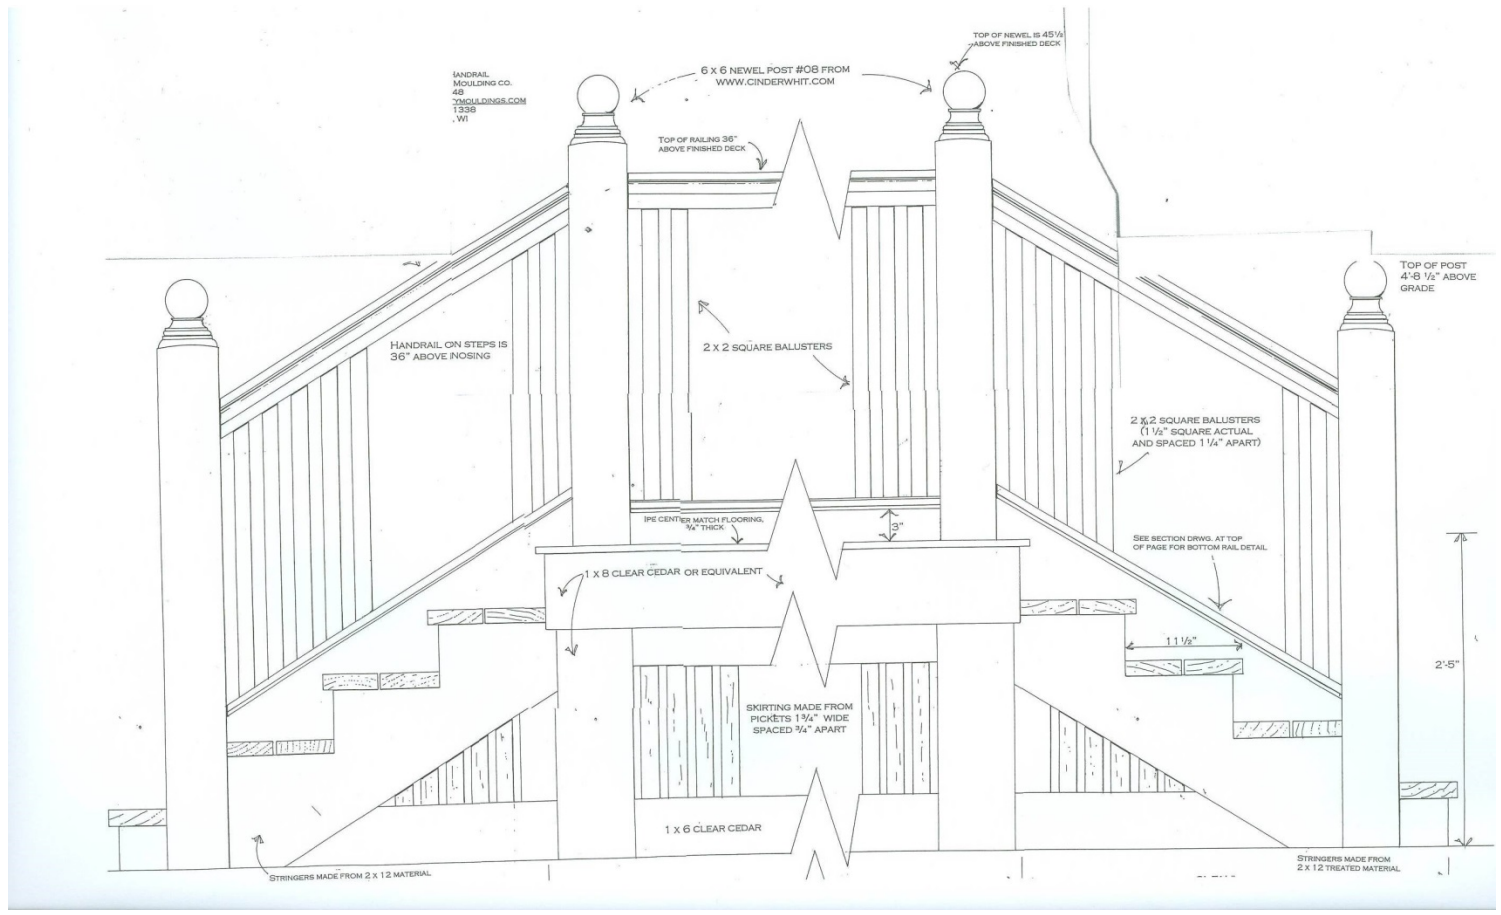 TOP OF NEWEL IS 45½
ABOVE FINISHED DECK
6 X 6 NEWEL POST #08 FROM
WWW.CINDERWHIT.COM
HANDRAIL
MOULDING CO.
48
YMOULDINGS.COM
1338
, WI
TOP OF RAILING 36"
ABOVE FINISHED DECK
TOP OF POST
4'-8 ½" ABOVE
GRADE
HANDRAIL ON STEPS IS
36" ABOVE NOSING
2 X 2 SQUARE BALUSTERS
2 X 2 SQUARE BALUSTERS
(1 ½" SQUARE ACTUAL
AND SPACED 1 ¼" APART)
IPE CENTER MATCH FLOORING,
¾" THICK
3"
SEE SECTION DRWG. AT TOP
OF PAGE FOR BOTTOM RAIL DETAIL
1 X 8 CLEAR CEDAR OR EQUIVALENT
11 ½"
2'-5"
SKIRTING MADE FROM
PICKETS 1 ¾" WIDE
SPACED ¾" APART
1 X 6 CLEAR CEDAR
STRINGERS MADE FROM 2 X 12 MATERIAL
STRINGERS MADE FROM
2 X 12 TREATED MATERIAL